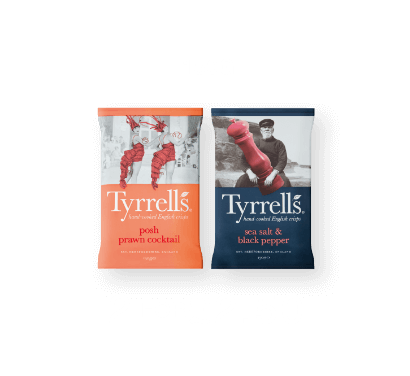 Tyrrells
hand-cooked English crisps
posh
prawn cocktail
Tyrrells
hand-cooked English crisps
sea salt &
black pepper